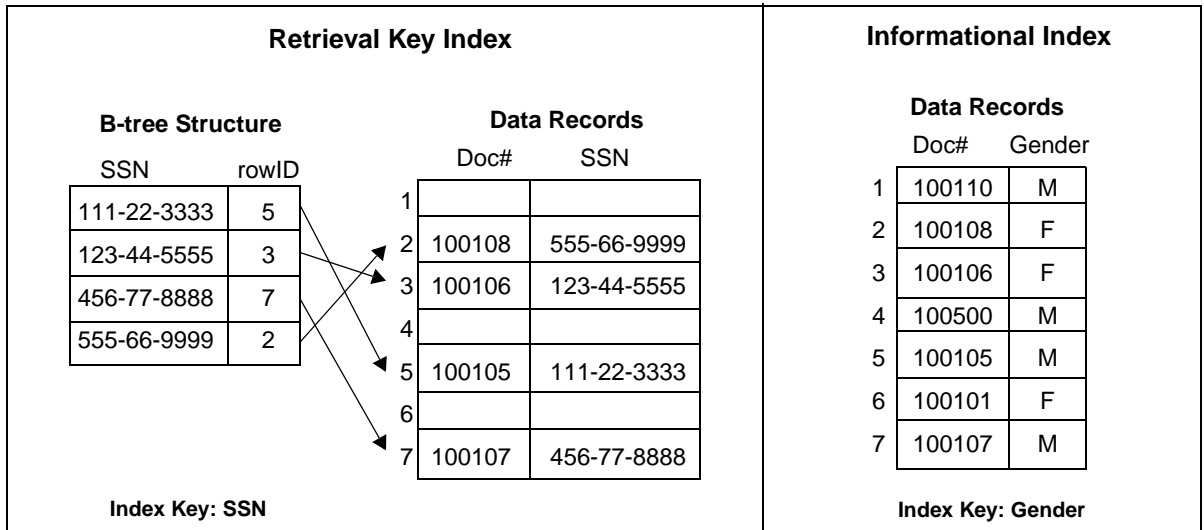 Retrieval Key Index
B-tree Structure
SSN rowID
111-22-3333 5
123-44-5555 3
456-77-8888 7
555-66-9999 2
Data Records
Doc# SSN
1
2 100108 555-66-9999
3 100106 123-44-5555
4
5 100105 111-22-3333
6
7 100107 456-77-8888
Index Key: SSN
Informational Index
Data Records
Doc# Gender
1 100110 M
2 100108 F
3 100106 F
4 100500 M
5 100105 M
6 100101 F
7 100107 M
Index Key: Gender